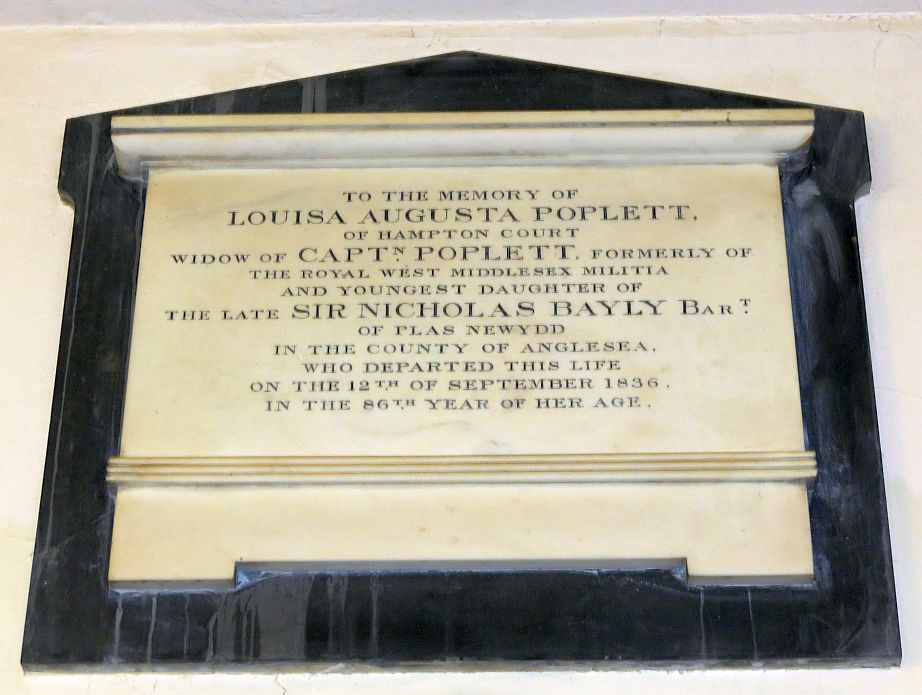 TO THE MEMORY OF
LOUISA AUGUSTA POPLETT,
OF HAMPTON COURT
WIDOW OF CAPTN. POPLETT, FORMERLY OF
THE ROYAL WEST MIDDLESEX MILITIA
AND YOUNGEST DAUGHTER OF
THE LATE SIR NICHOLAS BAYLY BART.
OF PLAS NEWYDD
IN THE COUNTY OF ANGLESEA,
WHO DEPARTED THIS LIFE
ON THE 12TH OF SEPTEMBER 1836,
IN THE 86TH YEAR OF HER AGE.